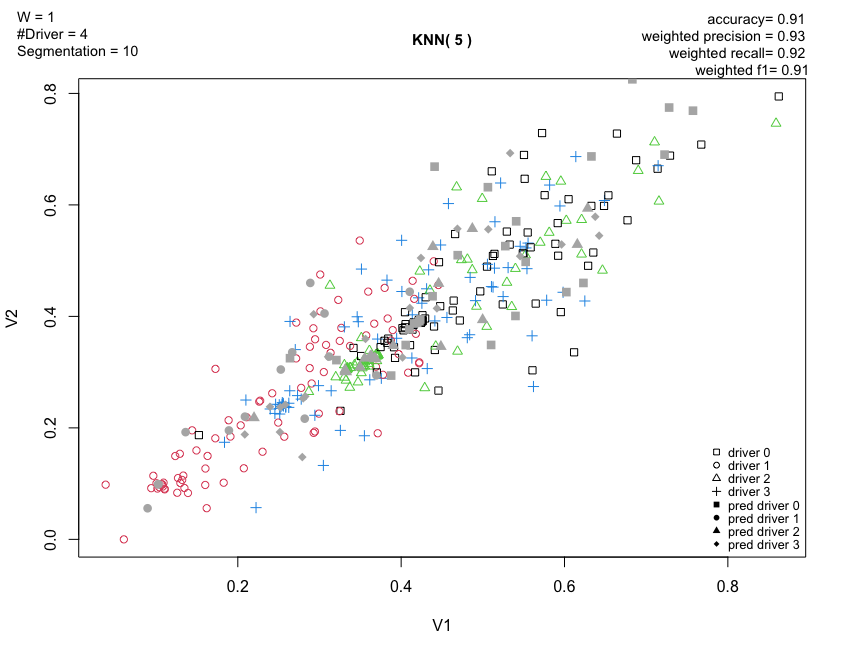 W = 1
#Driver = 4
Segmentation = 10
KNN( 5 )
accuracy= 0.91
weighted precision = 0.93
weighted recall= 0.92
weighted f1= 0.91
V2
0.8
0.6
0.4
0.2
0.0
driver 0
driver 1
driver 2
driver 3
pred driver 0
pred driver 1
pred driver 2
pred driver 3
0.2 0.4 0.6 0.8
V1